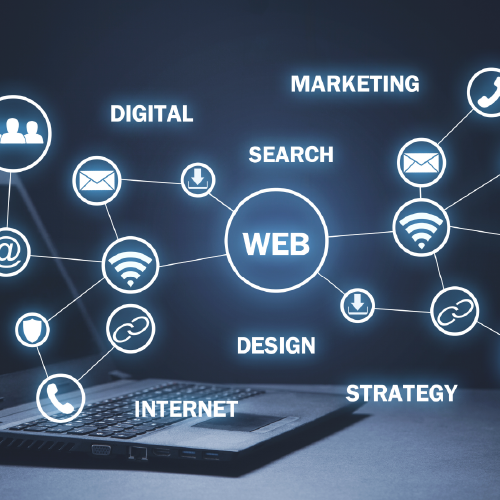 MARKETING
DIGITAL
SEARCH
@
WEB
DESIGN
STRATEGY
INTERNET